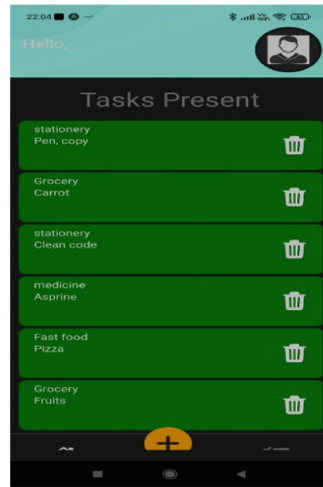 22:04
Hello,
Tasks Present
stationery
Pen, copy
Grocery
Carrot
stationery
Clean code
medicine
Asprine
Fast food
Pizza
Grocery
Fruits